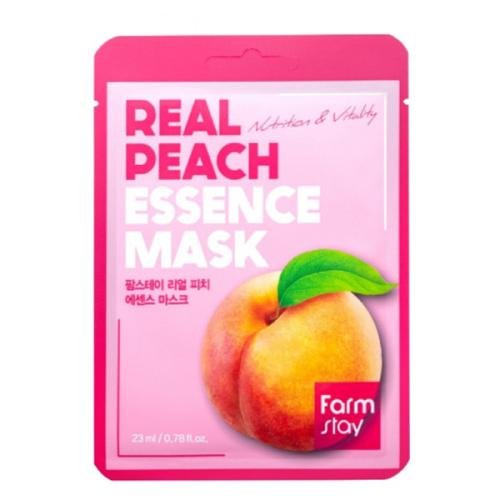 REAL
Nutrition & Vitality
PEACH
ESSENCE
MASK
팜스테이 리얼 피치
에센스 마스크
23 ml / 0.78 fl.oz.
Farm
stay